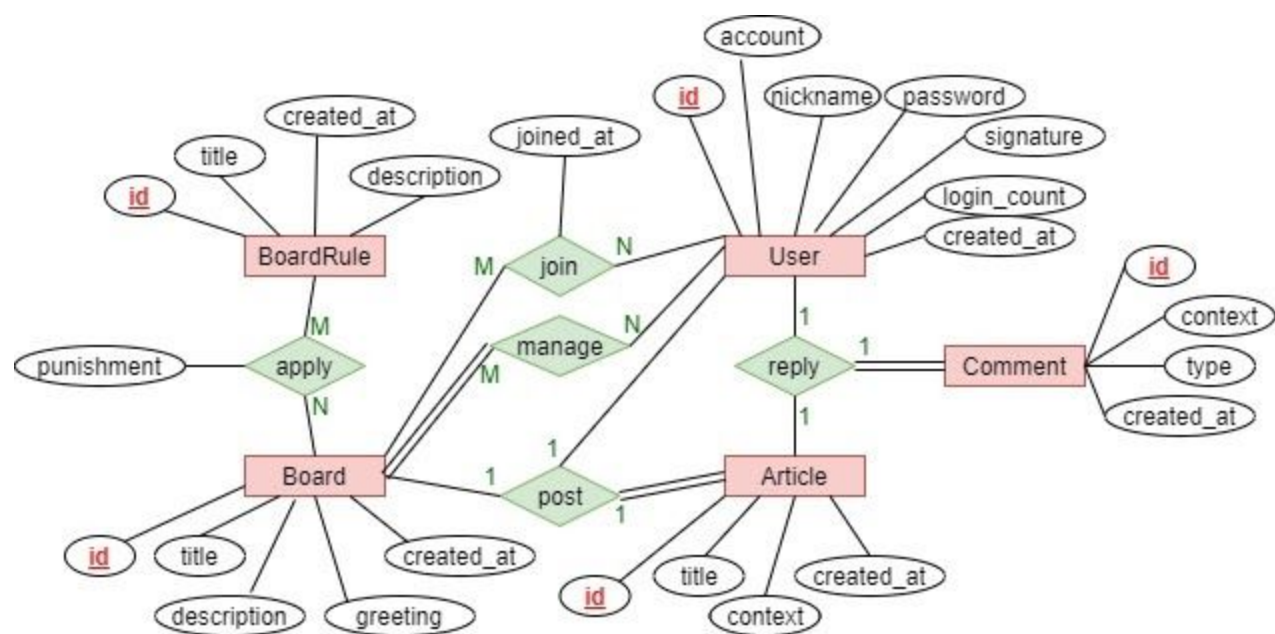 account
id
nickname
password
created_at
joined_at
signature
title
description
id
login_count
created_at
BoardRule
join
User
M
N
id
M
manage
N
1
context
punishment
apply
M
reply
1
Comment
type
N
1
created_at
1
Board
1
post
1
Article
id
title
created_at
title
created_at
id
description
greeting
context